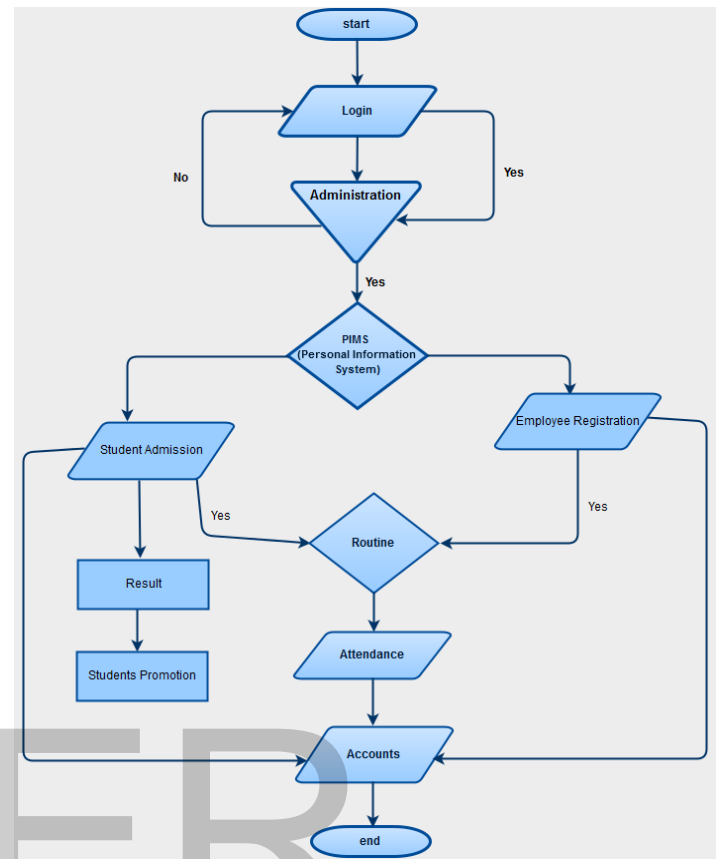 start
Login
No
Yes
Administration
Yes
PIMS
(Personal Information
System)
Student Admission
Employee Registration
Yes
Yes
Routine
Result
Attendance
Students Promotion
Accounts
end
ER